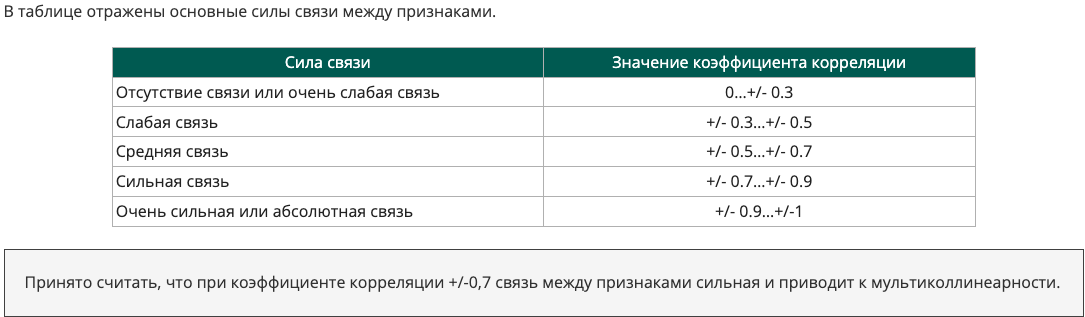 В таблице отражены основные силы связи между признаками.
Сила связи Значение коэффициента корреляции
Отсутствие связи или очень слабая связь 0...+/- 0.3
Слабая связь +/- 0.3...+/- 0.5
Средняя связь +/- 0.5...+/- 0.7
Сильная связь +/- 0.7...+/- 0.9
Очень сильная или абсолютная связь +/- 0.9...+/-1
Принято считать, что при коэффициенте корреляции +/-0,7 связь между признаками сильная и приводит к мультиколлинеарности.